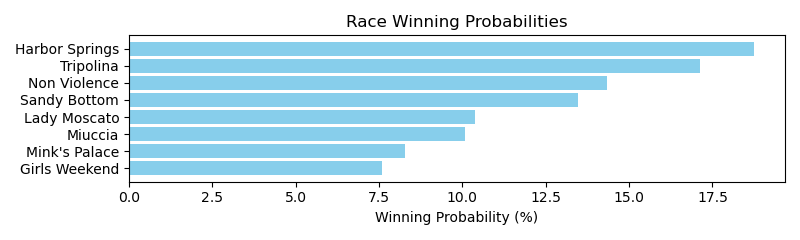 Race Winning Probabilities
Harbor Springs
Tripolina
Non Violence
Sandy Bottom
Lady Moscato
Miuccia
Mink's Palace
Girls Weekend
0.0 2.5 5.0 7.5 10.0 12.5 15.0 17.5
Winning Probability (%)